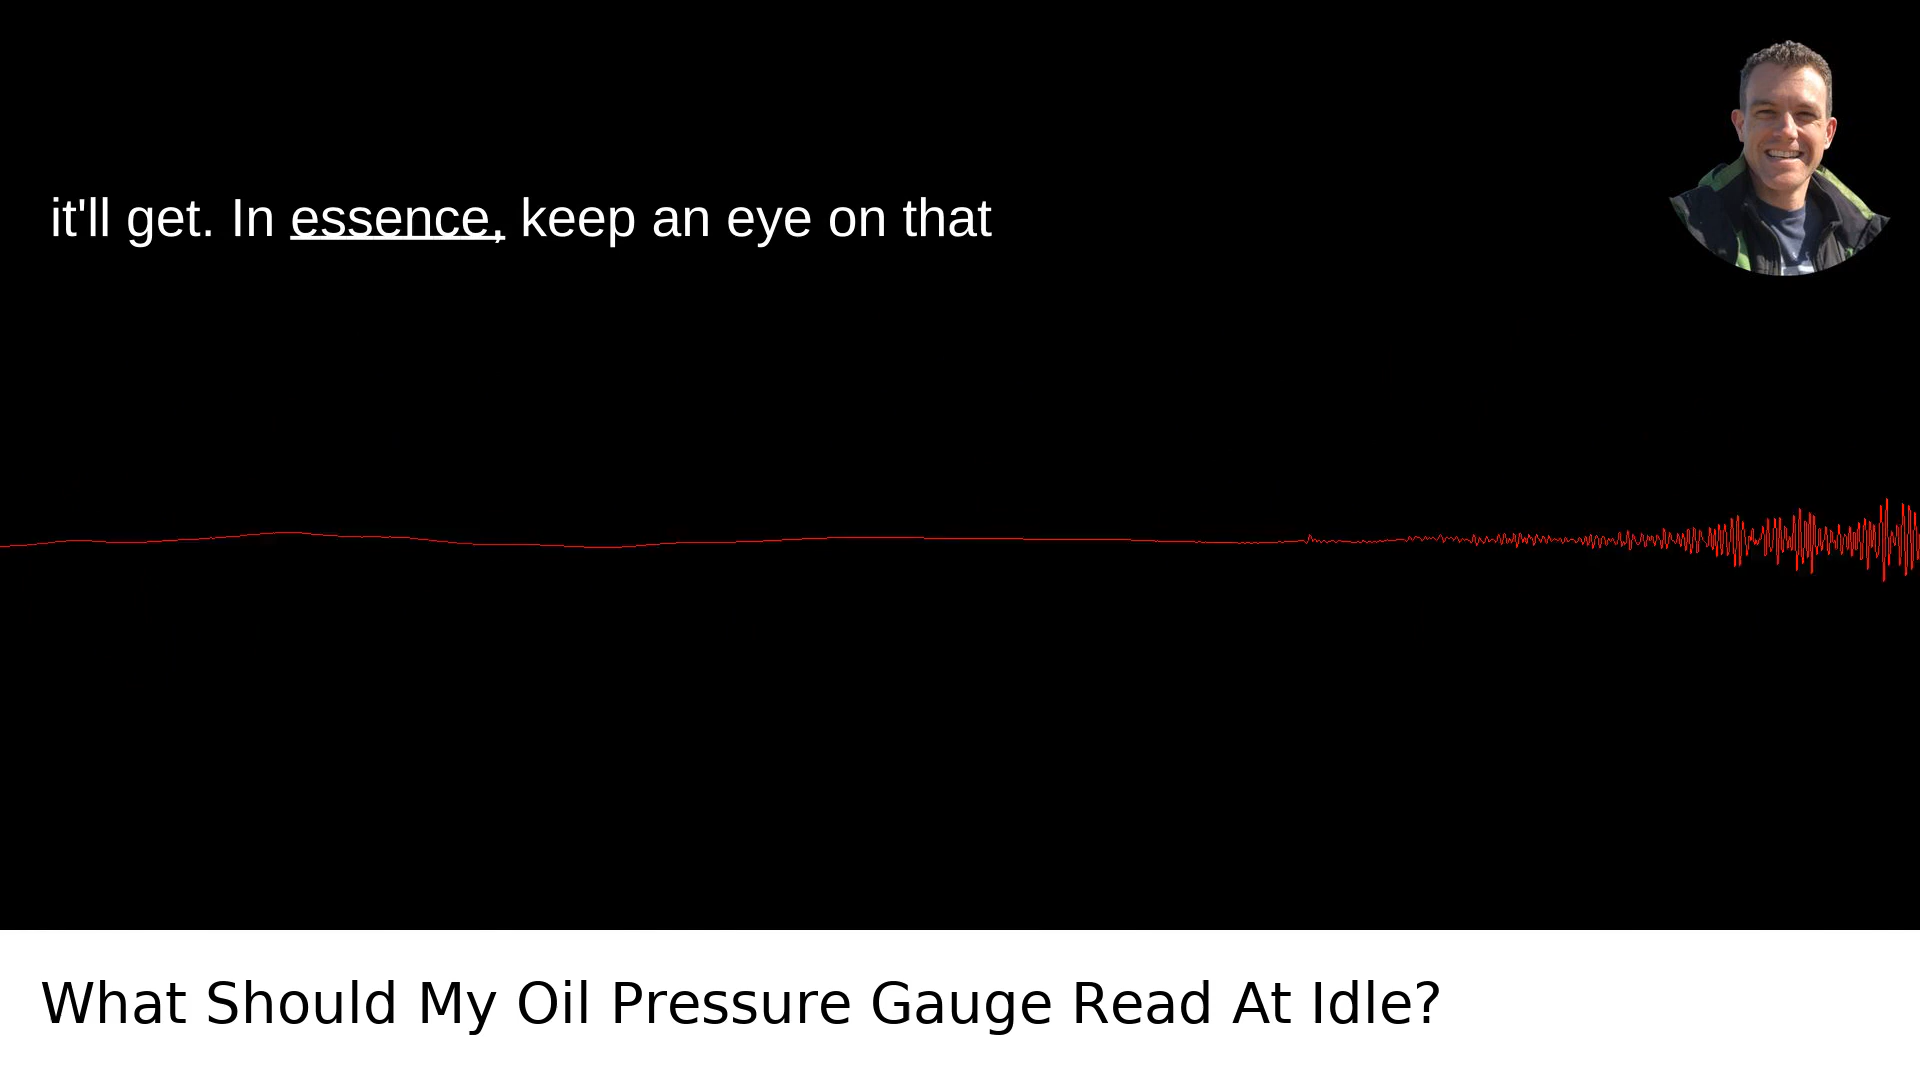 it'll get. In essence, keep an eye on that
What Should My Oil Pressure Gauge Read At Idle?